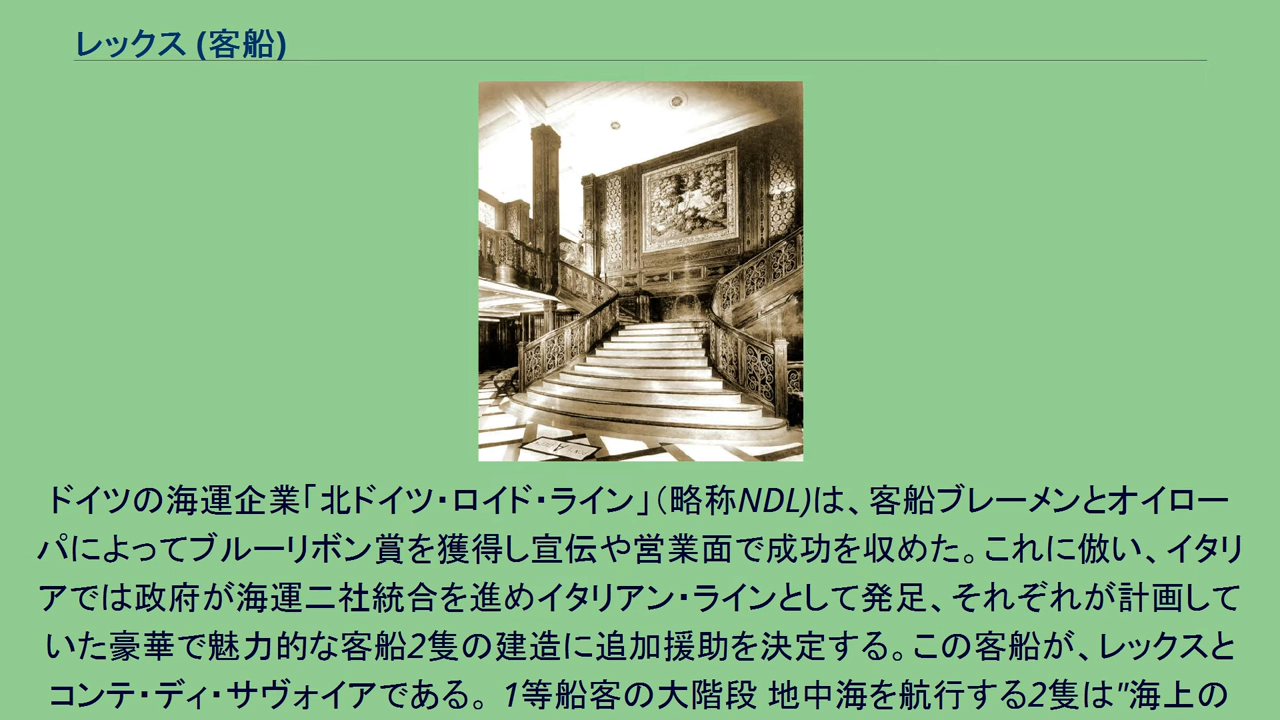 レックス (客船)
ドイツの海運企業「北ドイツ・ロイド・ライン」（略称NDL)は、客船ブレーメンとオイロー
パによってブルーリボン賞を獲得し宣伝や営業面で成功を収めた。これに倣い、イタリ
アでは政府が海運二社統合を進めイタリアン・ラインとして発足、それぞれが計画して
いた豪華で魅力的な客船2隻の建造に追加援助を決定する。この客船が、レックスと
コンテ・ディ・サヴォイアである。 1等船客の大階段 地中海を航行する2隻は"海上の